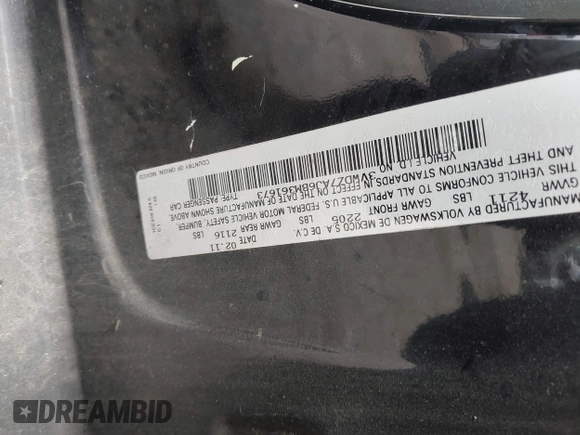 MANUFACTURED BY VOLKSWAGEN DE MEXICO S.A. DE C.V. DATE 02.11
GVWR 4211 LBS GAWR FRONT 2206 LBS GAWR REAR 2116 LBS
THIS VEHICLE CONFORMS TO ALL APPLICABLE U.S. FEDERAL MOTOR VEHICLE SAFETY, BUMPER,
AND THEFT PREVENTION STANDARDS IN EFFECT ON THE DATE OF MANUFACTURE SHOWN ABOVE
VEHICLE I.D. NO. 3VWDZ7AJ6BM361673 TYPE: PASSENGER CAR
COUNTRY OF ORIGIN: MEXICO
DREAMBID